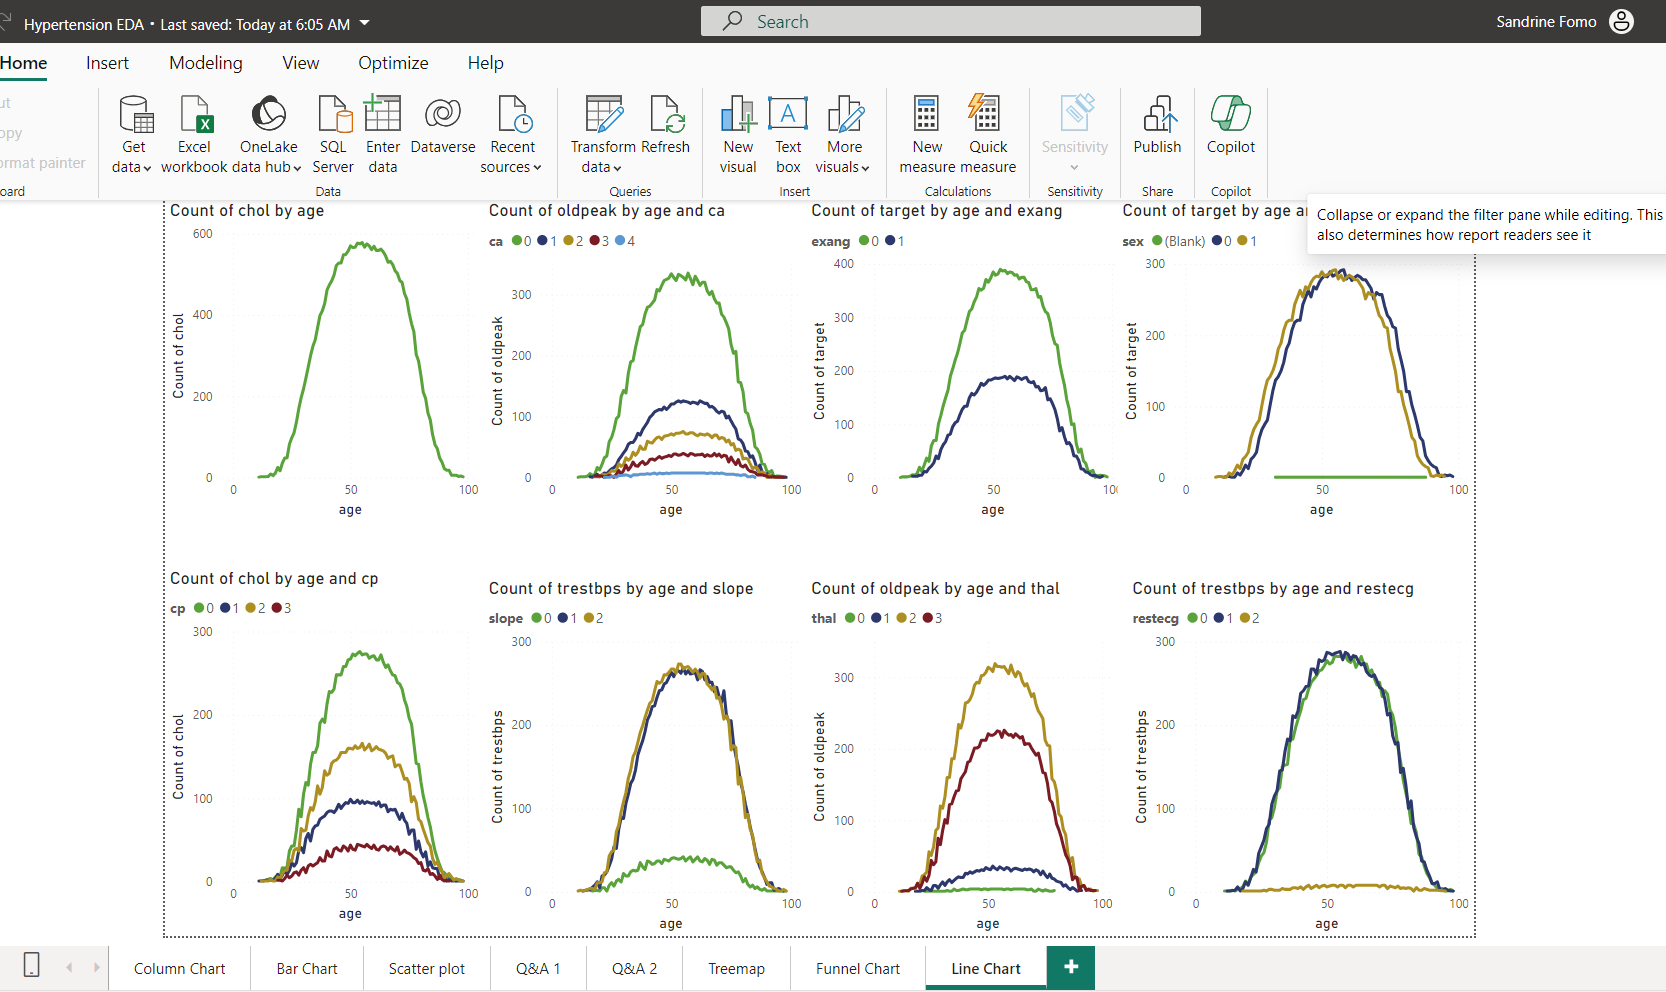 Hypertension EDA • Last saved: Today at 6:05 AM
Search
Sandrine Fomo
Home
Insert
Modeling
View
Optimize
Help
ut
opy
ormat painter
oard
Get data
Excel workbook
OneLake data hub
SQL Server
Enter data
Dataverse
Recent sources
Data
Transform data
Refresh
Queries
New visual
Text box
A
More visuals
Insert
New measure
Quick measure
Calculations
Sensitivity
Sensitivity
Publish
Share
Copilot
Copilot
Collapse or expand the filter pane while editing. This
also determines how report readers see it
Count of chol by age
600
400
200
0
Count of chol
0 50 100
age
Count of oldpeak by age and ca
ca 0 1 2 3 4
300
200
100
0
Count of oldpeak
0 50 100
age
Count of target by age and exang
exang 0 1
400
300
200
100
0
Count of target
0 50 10
age
Count of target by age ar
sex (Blank) 0 1
300
200
100
0
Count of target
0 50 100
age
Count of chol by age and cp
cp 0 1 2 3
300
200
100
0
Count of chol
0 50 100
age
Count of trestbps by age and slope
slope 0 1 2
300
200
100
0
Count of trestbps
0 50 100
age
Count of oldpeak by age and thal
thal 0 1 2 3
300
200
100
0
Count of oldpeak
0 50 100
age
Count of trestbps by age and restecg
restecg 0 1 2
300
200
100
0
Count of trestbps
0 50 100
age
Column Chart
Bar Chart
Scatter plot
Q&A 1
Q&A 2
Treemap
Funnel Chart
Line Chart
+